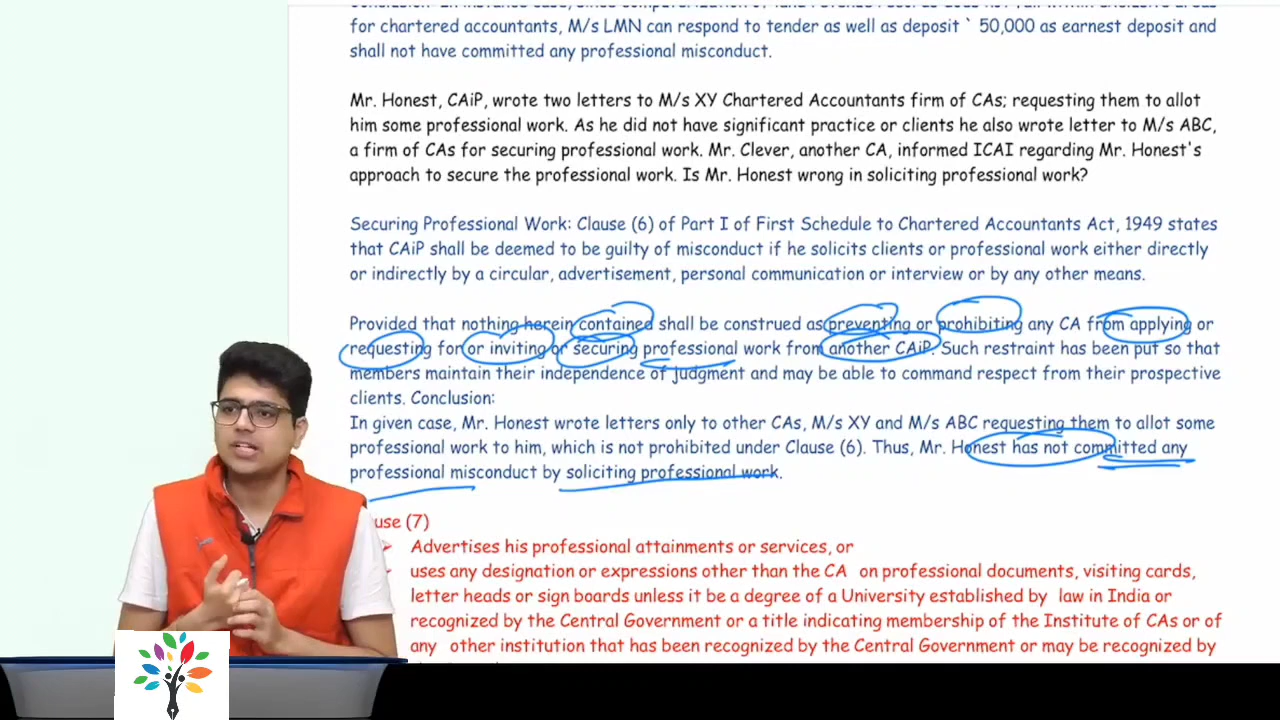 for chartered accountants, M/s LMN can respond to tender as well as deposit ` 50,000 as earnest deposit and
shall not have committed any professional misconduct.
Mr. Honest, CAiP, wrote two letters to M/s XY Chartered Accountants firm of CAs; requesting them to allot
him some professional work. As he did not have significant practice or clients he also wrote letter to M/s ABC,
a firm of CAs for securing professional work. Mr. Clever, another CA, informed ICAI regarding Mr. Honest's
approach to secure the professional work. Is Mr. Honest wrong in soliciting professional work?
Securing Professional Work: Clause (6) of Part I of First Schedule to Chartered Accountants Act, 1949 states
that CAiP shall be deemed to be guilty of misconduct if he solicits clients or professional work either directly
or indirectly by a circular, advertisement, personal communication or interview or by any other means.
Provided that nothing herein contained shall be construed as preventing or prohibiting any CA from applying or
requesting for or inviting or securing professional work from another CAiP. Such restraint has been put so that
members maintain their independence of judgment and may be able to command respect from their prospective
clients. Conclusion:
In given case, Mr. Honest wrote letters only to other CAs, M/s XY and M/s ABC requesting them to allot some
professional work to him, which is not prohibited under Clause (6). Thus, Mr. Honest has not committed any
professional misconduct by soliciting professional work.
use (7)
Advertises his professional attainments or services, or
uses any designation or expressions other than the CA on professional documents, visiting cards,
letter heads or sign boards unless it be a degree of a University established by law in India or
recognized by the Central Government or a title indicating membership of the Institute of CAs or of
any other institution that has been recognized by the Central Government or may be recognized by